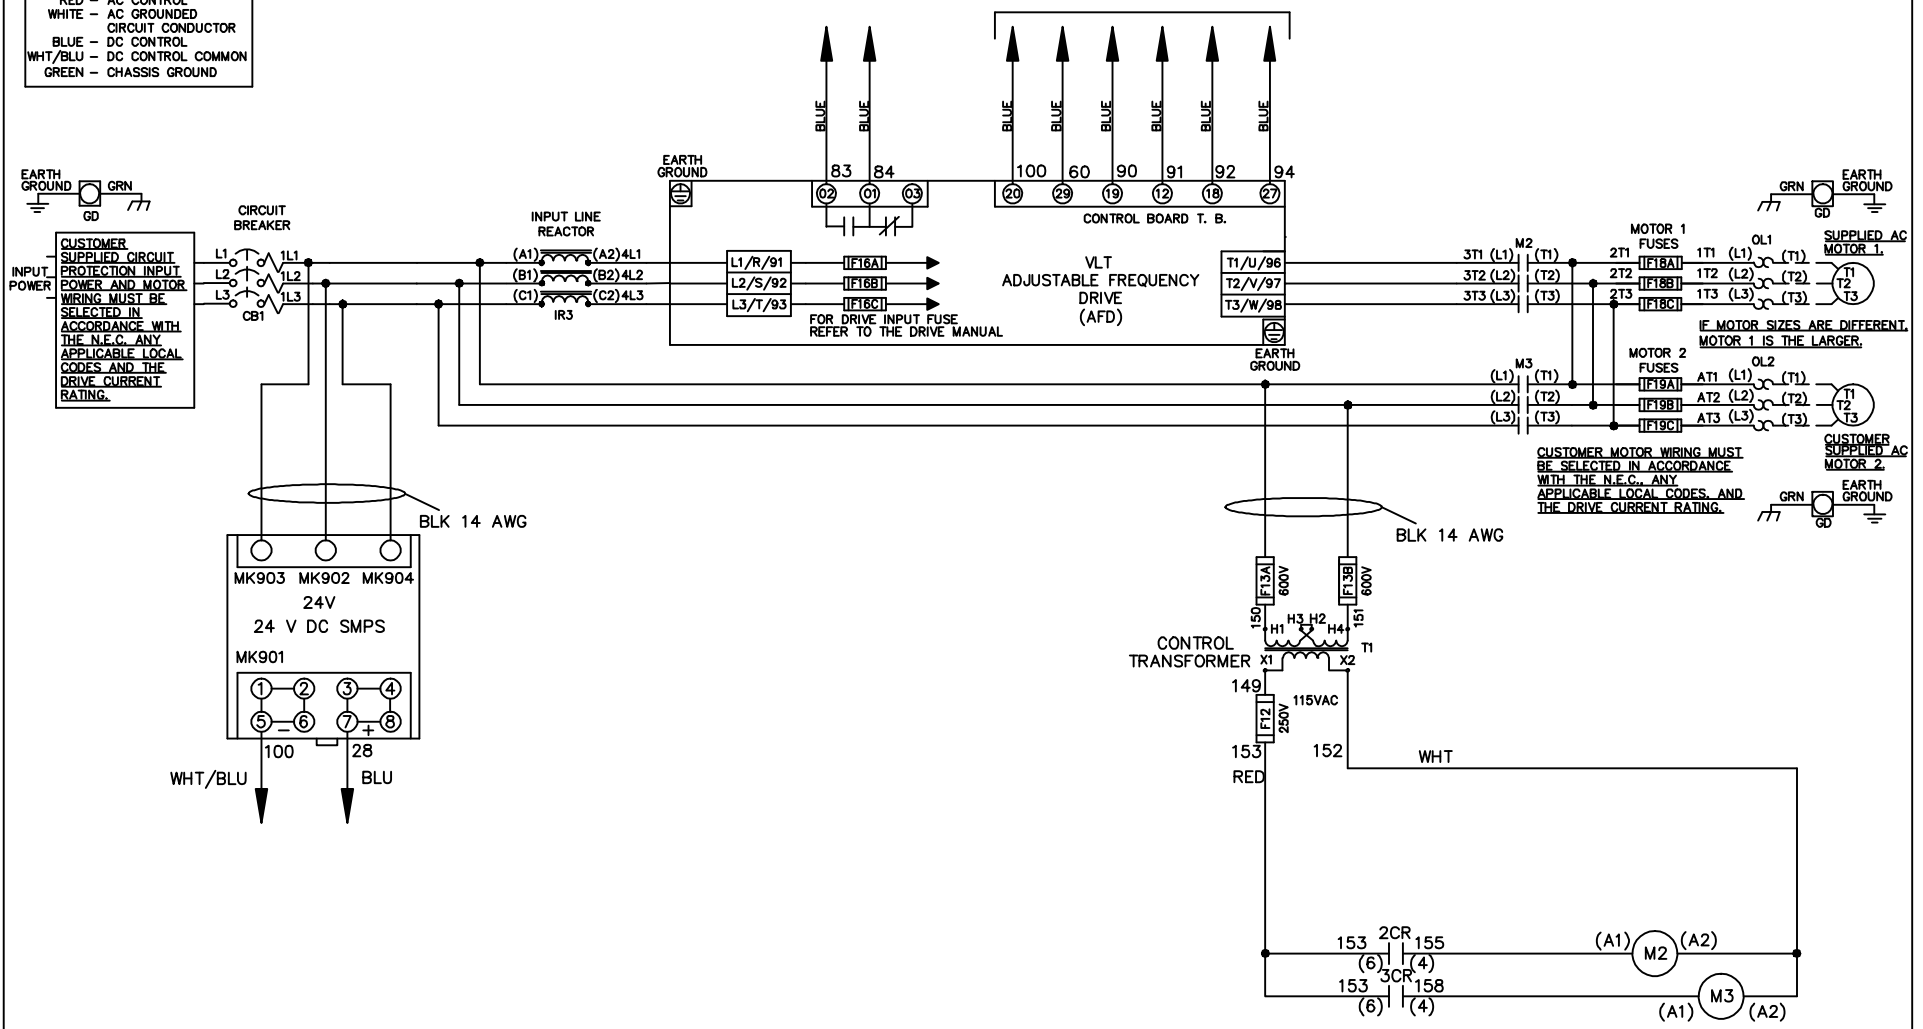 RED – AC CONTROL
WHITE – AC GROUNDED
CIRCUIT CONDUCTOR
BLUE – DC CONTROL
WHT/BLU – DC CONTROL COMMON
GREEN – CHASSIS GROUND
BLUE
BLUE
BLUE
BLUE
BLUE
BLUE
BLUE
BLUE
EARTH
GROUND
GRN
GD
CIRCUIT
BREAKER
INPUT
POWER
CUSTOMER
SUPPLIED CIRCUIT
PROTECTION INPUT
POWER AND MOTOR
WIRING MUST BE
SELECTED IN
ACCORDANCE WITH
THE N.E.C. ANY
APPLICABLE LOCAL
CODES AND THE
DRIVE CURRENT
RATING.
L1 1L1
L2 1L2
L3 1L3
CB1
INPUT LINE
REACTOR
(A1) (A2) 4L1
(B1) (B2) 4L2
(C1) (C2) 4L3
IR3
EARTH
GROUND
83 84
02 01 03
100 60 90 91 92 94
20 29 19 12 18 27
CONTROL BOARD T. B.
L1/R/91 F16A
L2/S/92 F16B
L3/T/93 F16C
FOR DRIVE INPUT FUSE
REFER TO THE DRIVE MANUAL
VLT
ADJUSTABLE FREQUENCY
DRIVE
(AFD)
T1/U/96
T2/V/97
T3/W/98
EARTH
GROUND
M2
3T1 (L1) (T1)
3T2 (L2) (T2)
3T3 (L3) (T3)
MOTOR 1
FUSES
2T1 F18A 1T1 (L1) (T1)
2T2 F18B 1T2 (L2) (T2)
2T3 F18C 1T3 (L3) (T3)
OL1
GRN
EARTH
GROUND
GD
SUPPLIED AC
MOTOR 1.
T1
T2
T3
IF MOTOR SIZES ARE DIFFERENT,
MOTOR 1 IS THE LARGER.
M3
(L1) (T1)
(L2) (T2)
(L3) (T3)
MOTOR 2
FUSES
OL2
F19A AT1 (L1) (T1)
F19B AT2 (L2) (T2)
F19C AT3 (L3) (T3)
T1
T2
T3
CUSTOMER
SUPPLIED AC
MOTOR 2.
CUSTOMER MOTOR WIRING MUST
BE SELECTED IN ACCORDANCE
WITH THE N.E.C., ANY
APPLICABLE LOCAL CODES, AND
THE DRIVE CURRENT RATING.
GRN
EARTH
GROUND
GD
BLK 14 AWG
MK903 MK902 MK904
24V
24 V DC SMPS
MK901
1 2 3 4
5 6 7 8
– +
100 28
WHT/BLU BLU
BLK 14 AWG
F13A 600V
F13B 600V
150 151
H1 H3 H2 H4
T1
CONTROL
TRANSFORMER
X1 X2
149
115VAC
F12 250V
153 152
RED
WHT
153 2CR 155
(6) (4)
(A1) M2 (A2)
153 3CR 158
(6) (4)
(A1) M3 (A2)